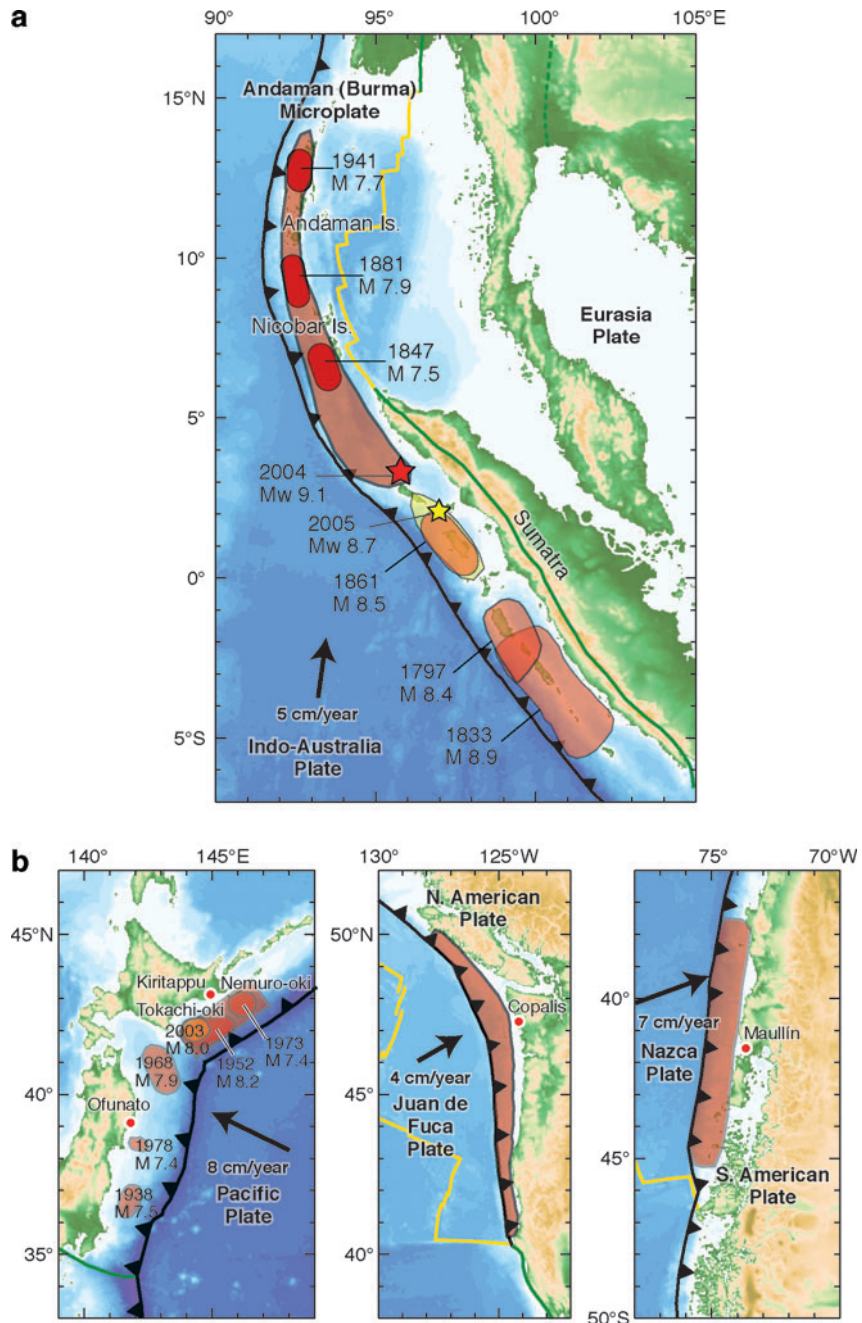 a
90°
95°
100°
105°E
15°N
10°
5°
0°
5°S
Andaman (Burma)
Microplate
1941
M 7.7
Andaman Is.
1881
M 7.9
Nicobar Is.
1847
M 7.5
Eurasia
Plate
2004
Mw 9.1
2005
Mw 8.7
1861
M 8.5
Sumatra
1797
M 8.4
1833
M 8.9
5 cm/year
Indo-Australia
Plate
b
140°
145°E
45°N
40°
35°
Kiritappu
Nemuro-oki
Tokachi-oki
2003
M 8.0
1973
M 7.4
1952
M 8.2
1968
M 7.9
Ofunato
1978
M 7.4
1938
M 7.5
8 cm/year
Pacific
Plate
130°
125°W
50°N
45°
40°
N. American
Plate
Copalis
4 cm/year
Juan de
Fuca
Plate
75°
70°W
40°
45°
50°S
7 cm/year
Nazca
Plate
Maullín
S. American
Plate